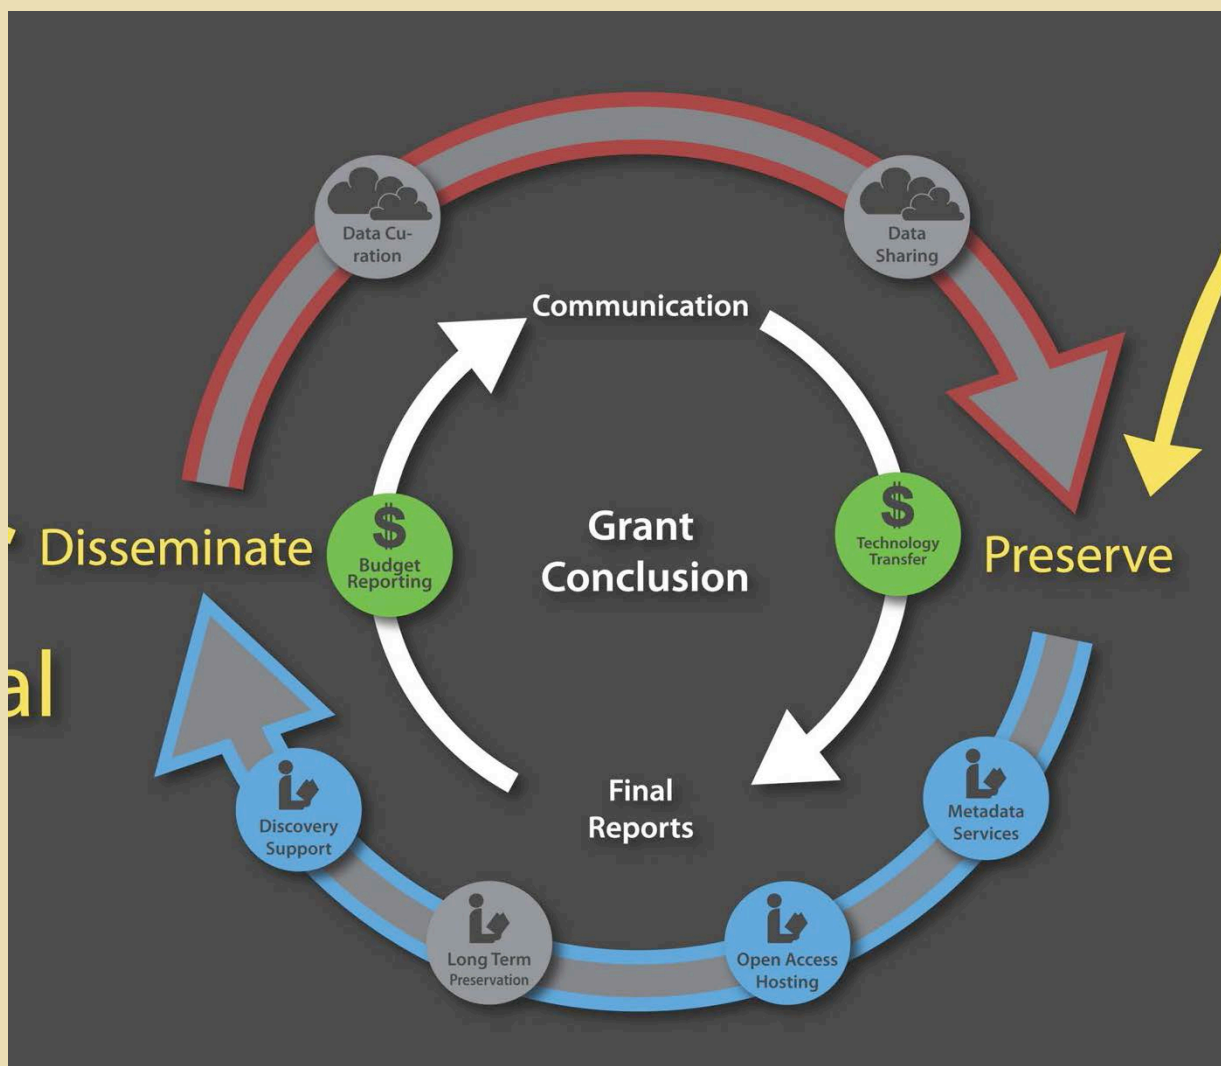 Data Cu-
ration
Data
Sharing
Communication
$
Budget
Reporting
Grant
Conclusion
$
Technology
Transfer
Disseminate
Preserve
al
Final
Reports
Discovery
Support
Metadata
Services
Long Term
Preservation
Open Access
Hosting